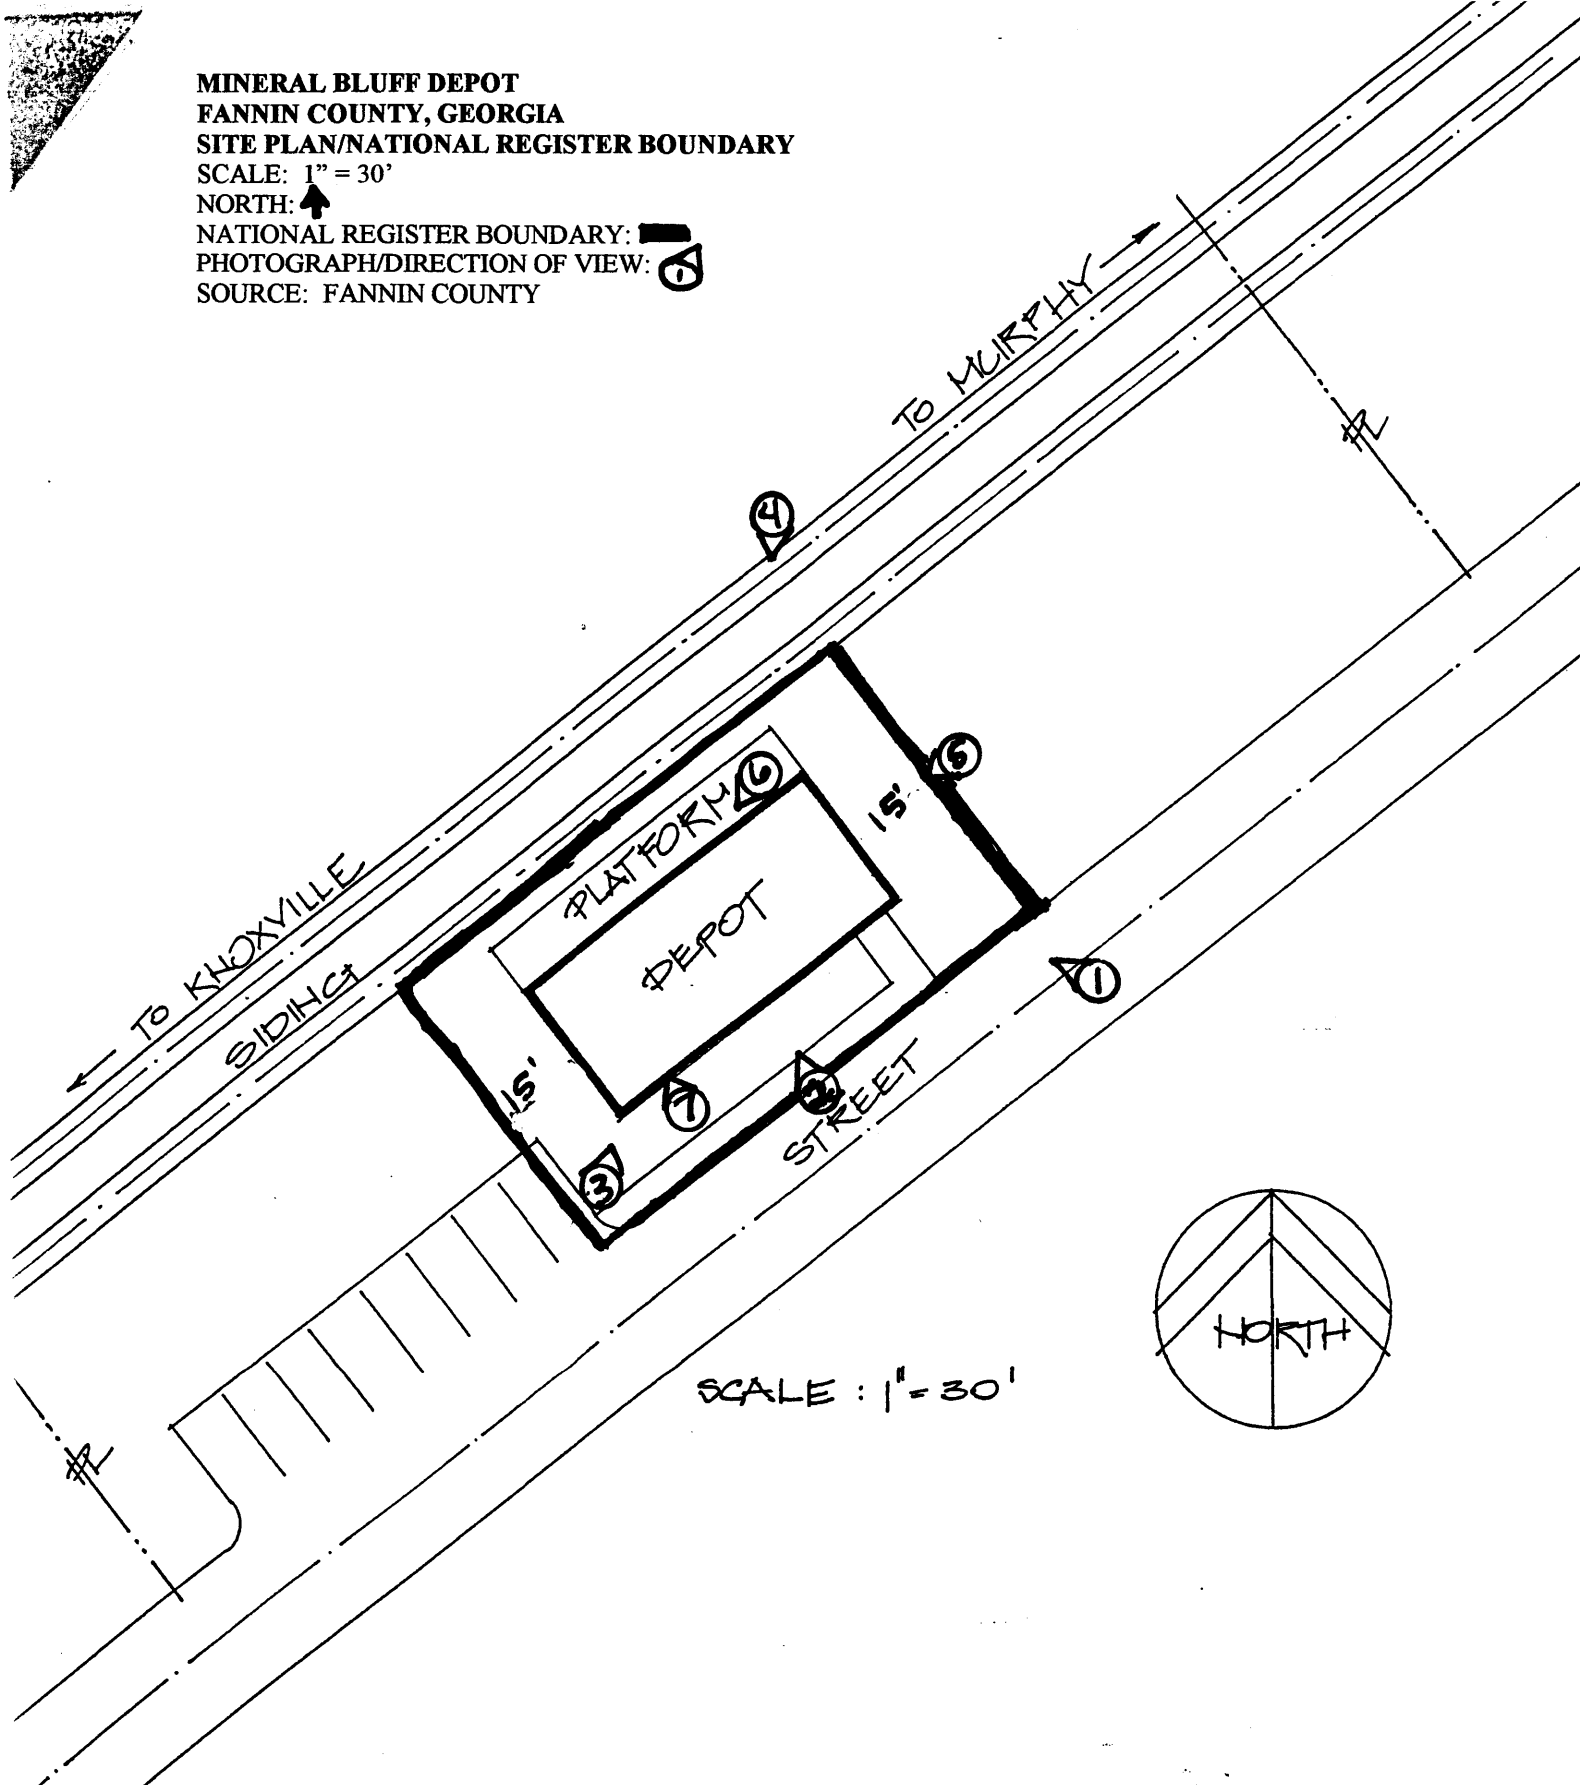 MINERAL BLUFF DEPOT
FANNIN COUNTY, GEORGIA
SITE PLAN/NATIONAL REGISTER BOUNDARY
SCALE: 1" = 30'
NORTH:
NATIONAL REGISTER BOUNDARY:
PHOTOGRAPH/DIRECTION OF VIEW: 1
SOURCE: FANNIN COUNTY
TO MURPHY
4
5
6
15'
PLATFORM
DEPOT
TO KNOXVILLE
SIDING
1
15'
7
2
STREET
3
NORTH
SCALE : 1" = 30'